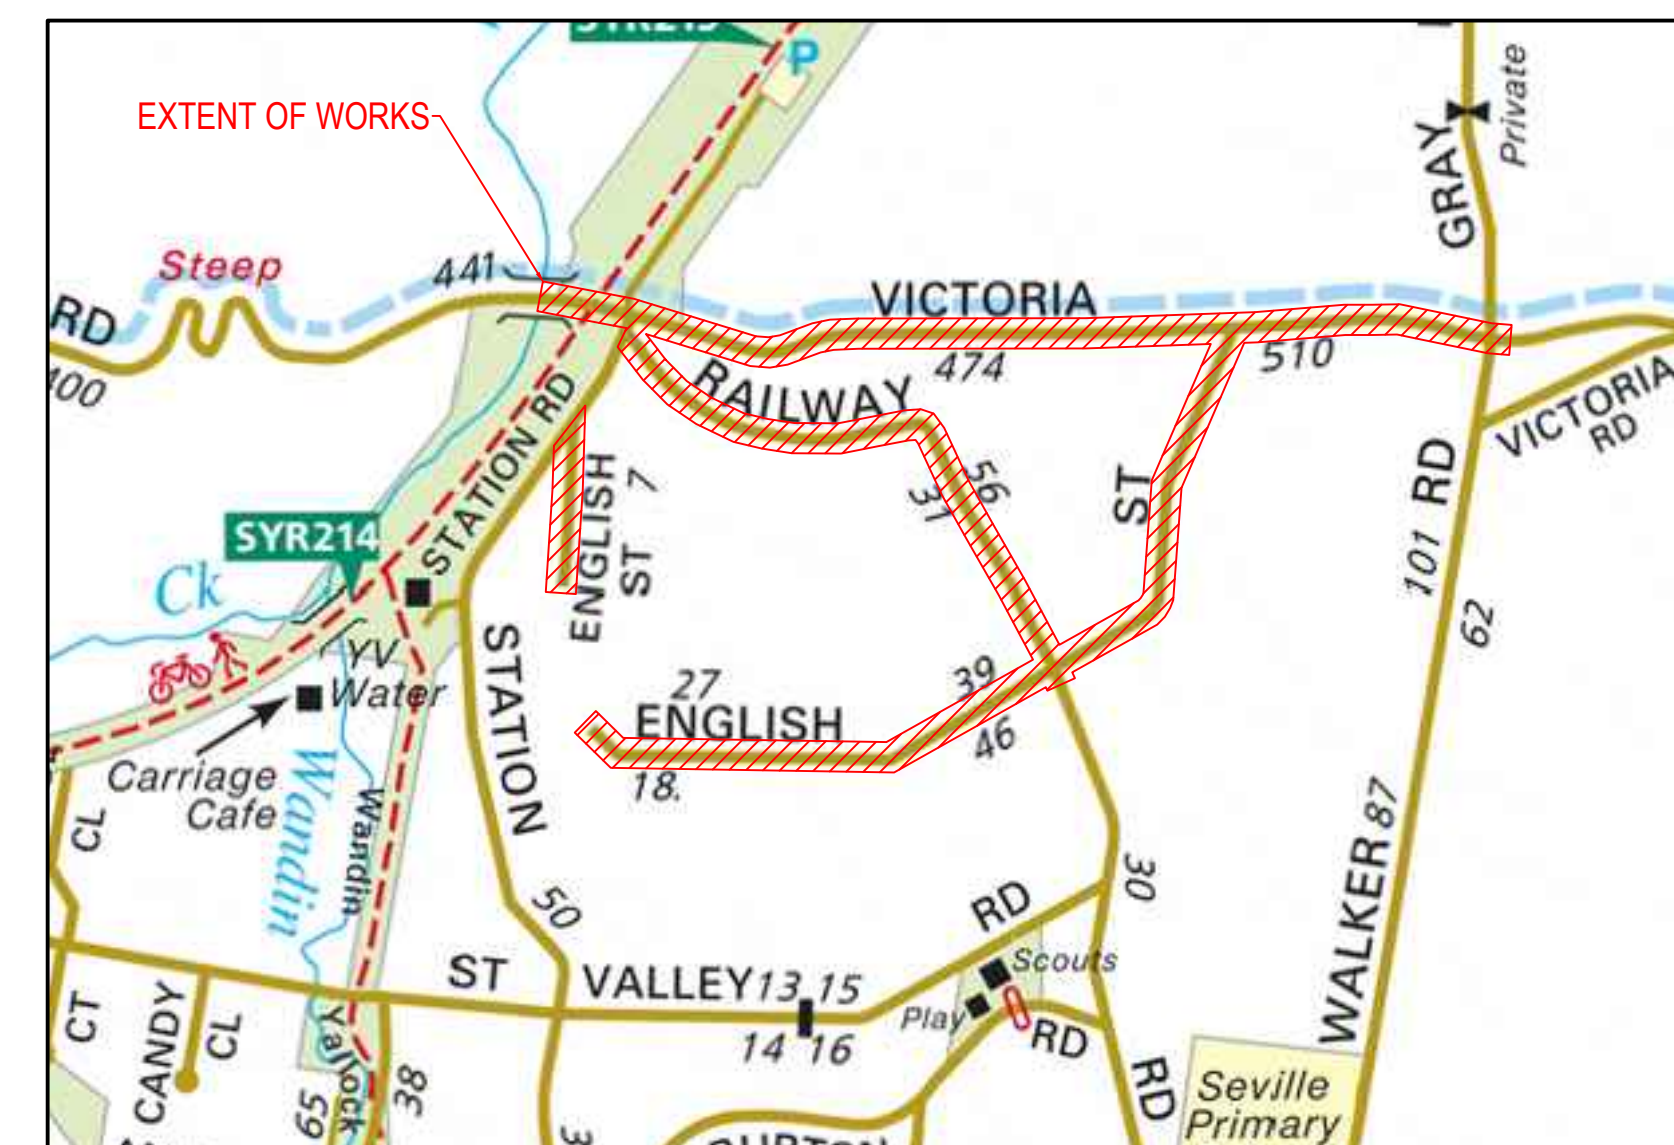 P
EXTENT OF WORKS
Private
GRAY
Steep
441
VICTORIA
RD
400
474
510
RAILWAY
VICTORIA
RD
STATION RD
ENGLISH
ST 7
56
31
ST
101 RD
SYR214
Ck
62
YV
Water
STATION
27
ENGLISH
18.
39
46
Carriage
Cafe
Wandin
Wandin
CL
WALKER 87
50
30
RD
ST
VALLEY 13 15
14 16
Scouts
Play
RD
CT
CANDY
CL
Yallock
65
38
RD
Seville
Primary